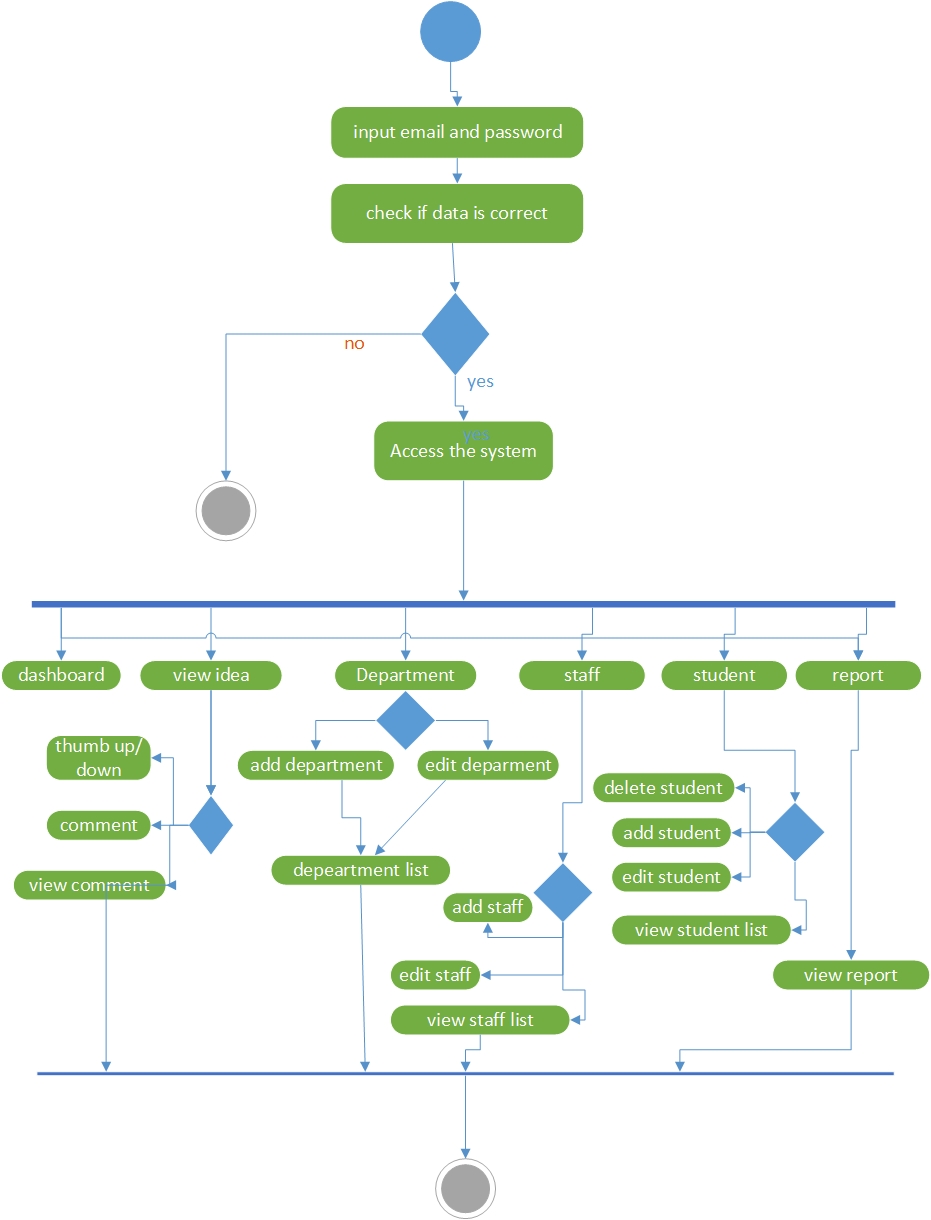 input email and password
check if data is correct
no
yes
yes
Access the system
dashboard
view idea
Department
staff
student
report
thumb up/
down
add department
edit deparment
delete student
comment
add student
depeartment list
edit student
view comment
add staff
view student list
edit staff
view report
view staff list